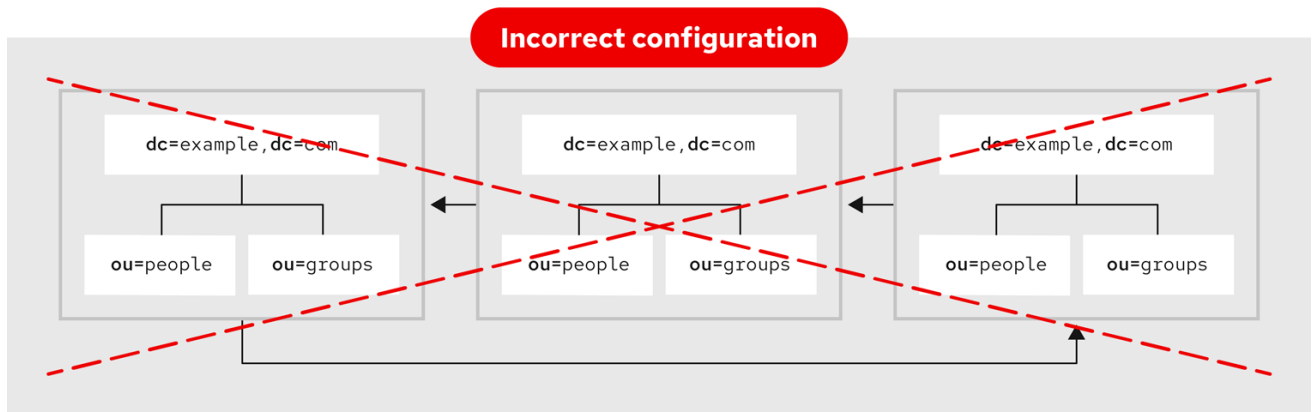 Incorrect configuration
dc=example,dc=com
dc=example,dc=com
dc=example,dc=com
ou=people
ou=groups
ou=people
ou=groups
ou=people
ou=groups